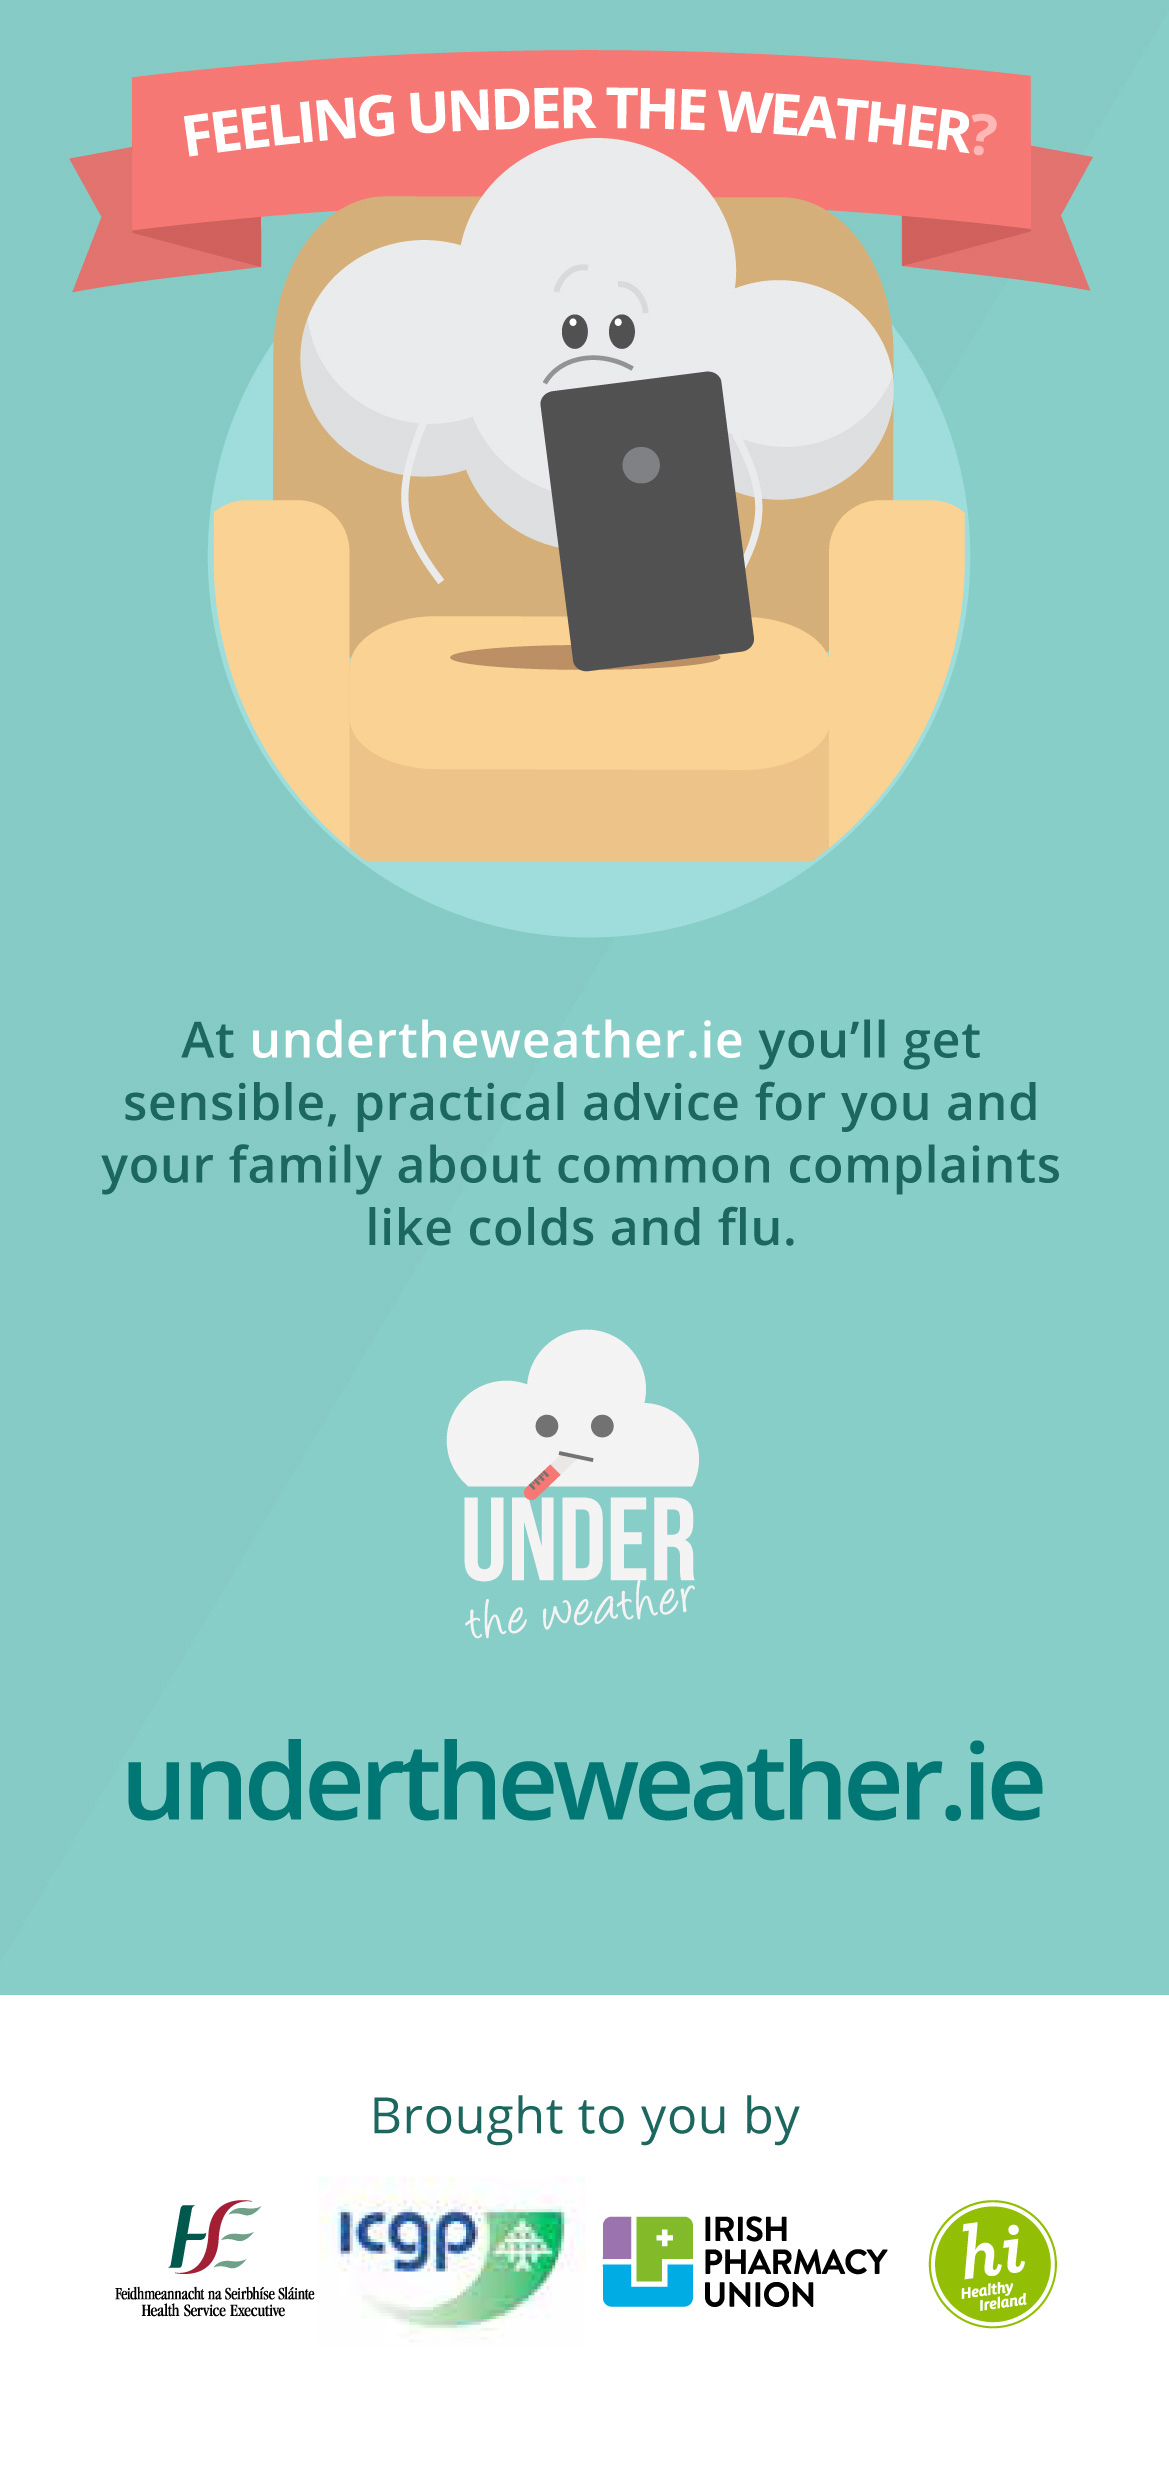 FEELING UNDER THE WEATHER?
At undertheweather.ie you’ll get
sensible, practical advice for you and
your family about common complaints
like colds and flu.
UNDER
the weather
undertheweather.ie
Brought to you by
Feidhmeannacht na Seirbhíse Sláinte
Health Service Executive
icgp
IRISH
PHARMACY
UNION
hi
Healthy
Ireland